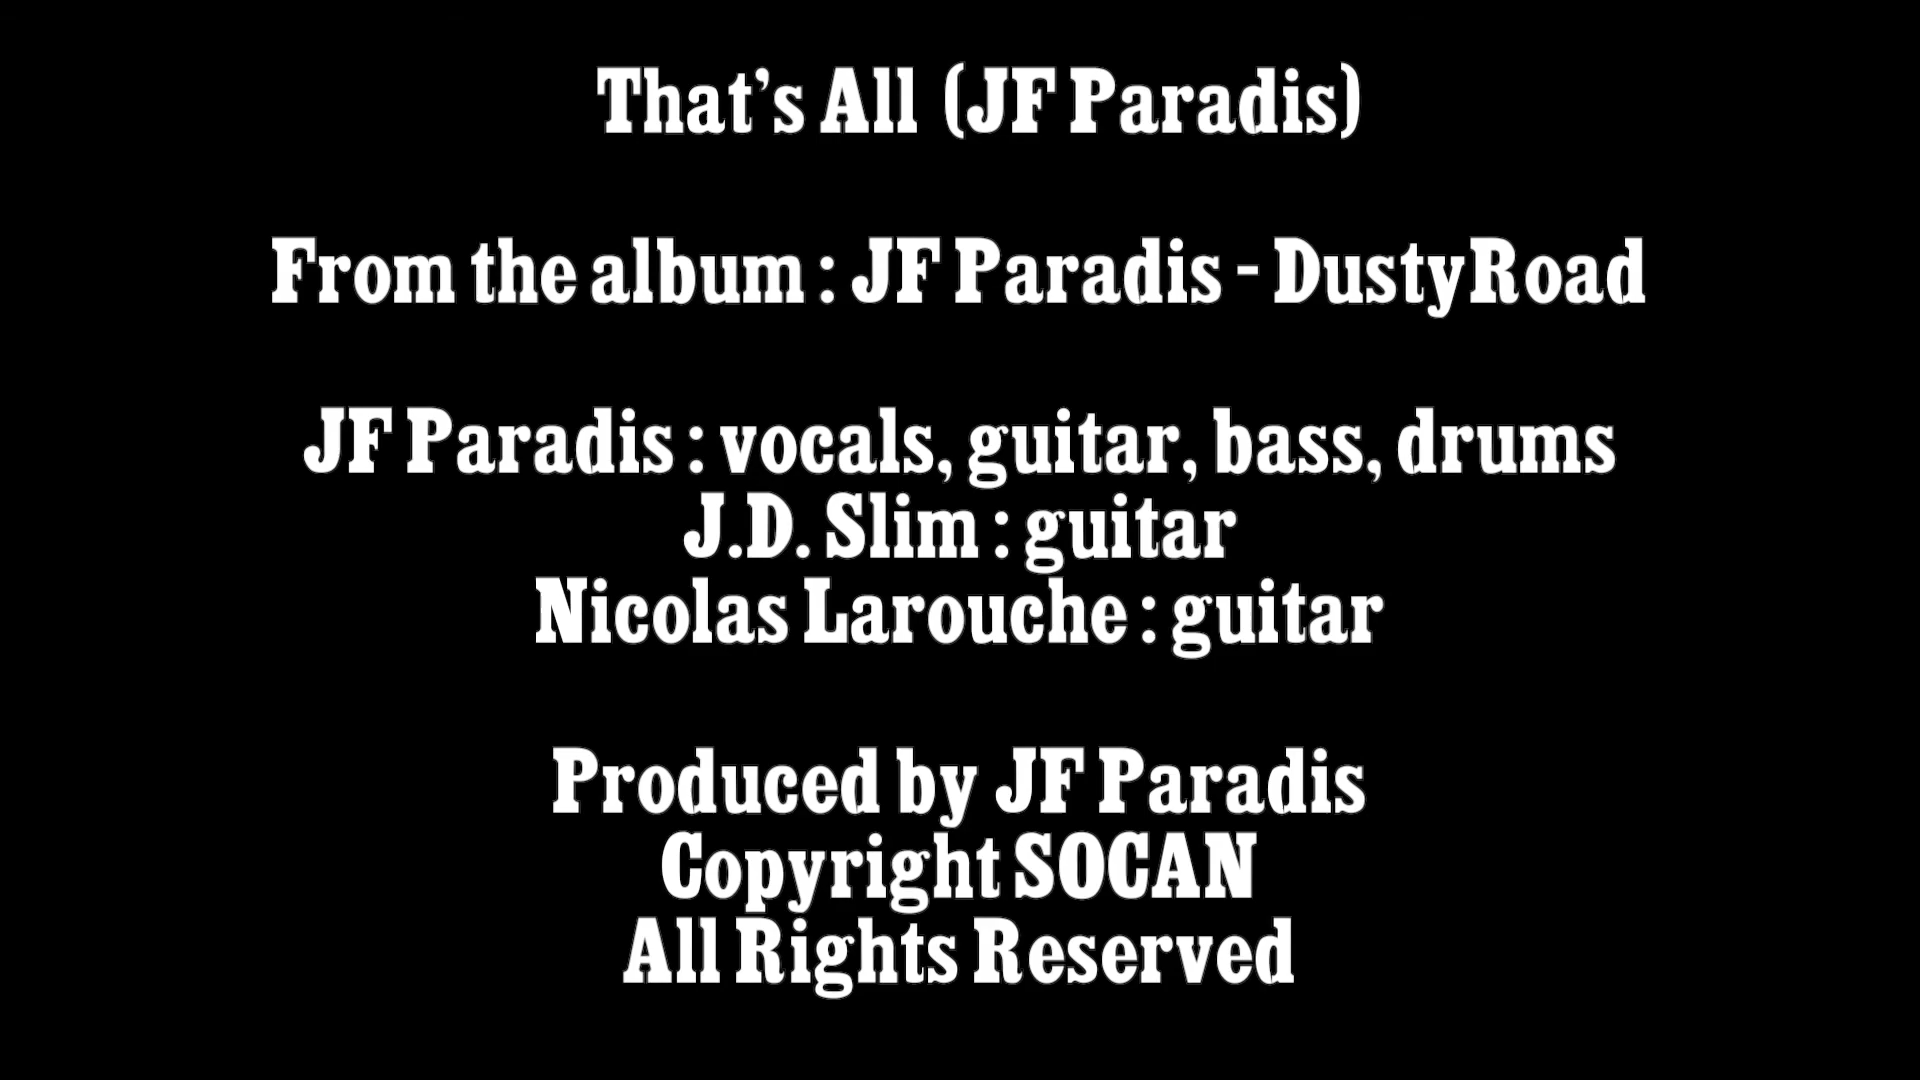 That's All (JF Paradis)
From the album : JF Paradis - DustyRoad
JF Paradis : vocals, guitar, bass, drums
J.D. Slim : guitar
Nicolas Larouche : guitar
Produced by JF Paradis
Copyright SOCAN
All Rights Reserved